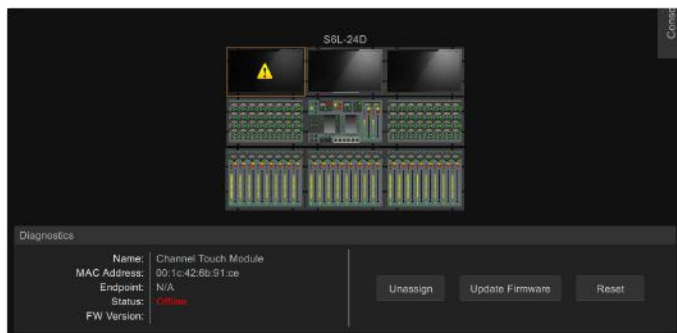 S6L-24D
Diagnostics
Name: Channel Touch Module
MAC Address: 00:1c:42:6b:91:ce
Endpoint: N/A
Status: Offline
FW Version:
Unassign
Update Firmware
Reset